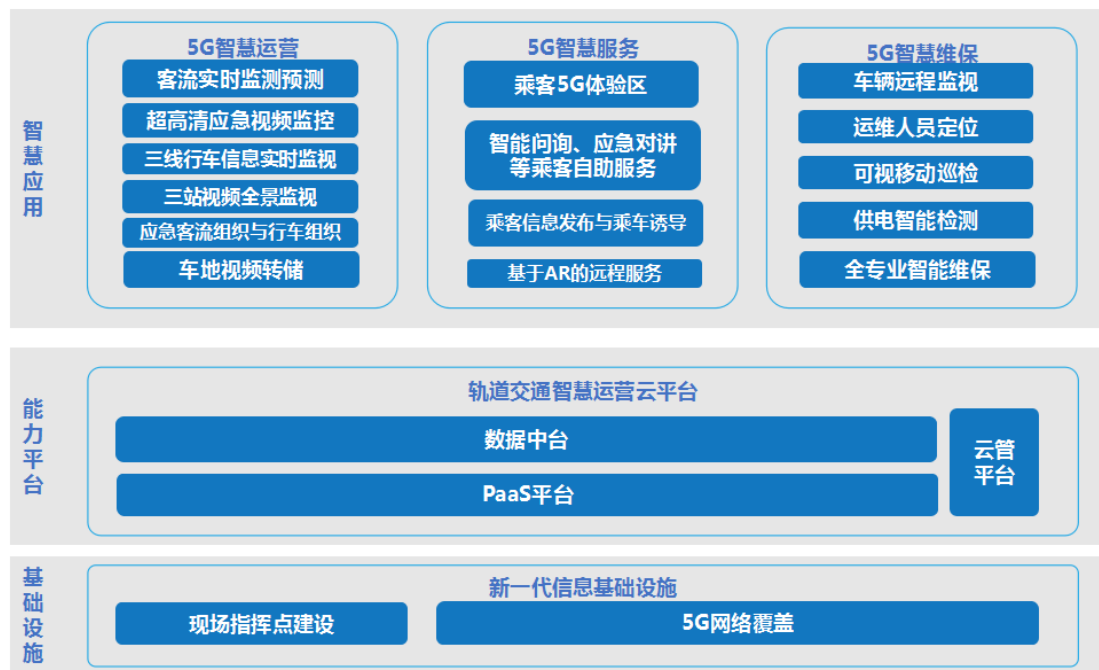 智慧应用
5G智慧运营
客流实时监测预测
超高清应急视频监控
三线行车信息实时监视
三站视频全景监视
应急客流组织与行车组织
车地视频转储
5G智慧服务
乘客5G体验区
智能问询、应急对讲
等乘客自助服务
乘客信息发布与乘车诱导
基于AR的远程服务
5G智慧维保
车辆远程监视
运维人员定位
可视移动巡检
供电智能检测
全专业智能维保
能力平台
轨道交通智慧运营云平台
数据中台
PaaS平台
云管
平台
基础设施
新一代信息基础设施
现场指挥点建设
5G网络覆盖